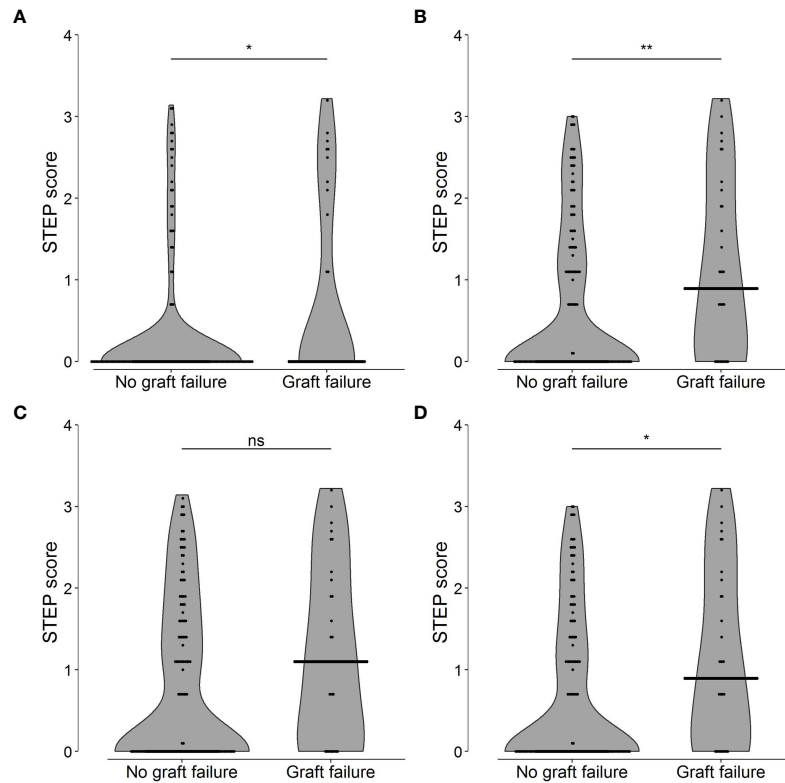 A
4
3
2
1
0
STEP score
*
No graft failure
Graft failure
B
4
3
2
1
0
STEP score
**
No graft failure
Graft failure
C
4
3
2
1
0
STEP score
ns
No graft failure
Graft failure
D
4
3
2
1
0
STEP score
*
No graft failure
Graft failure